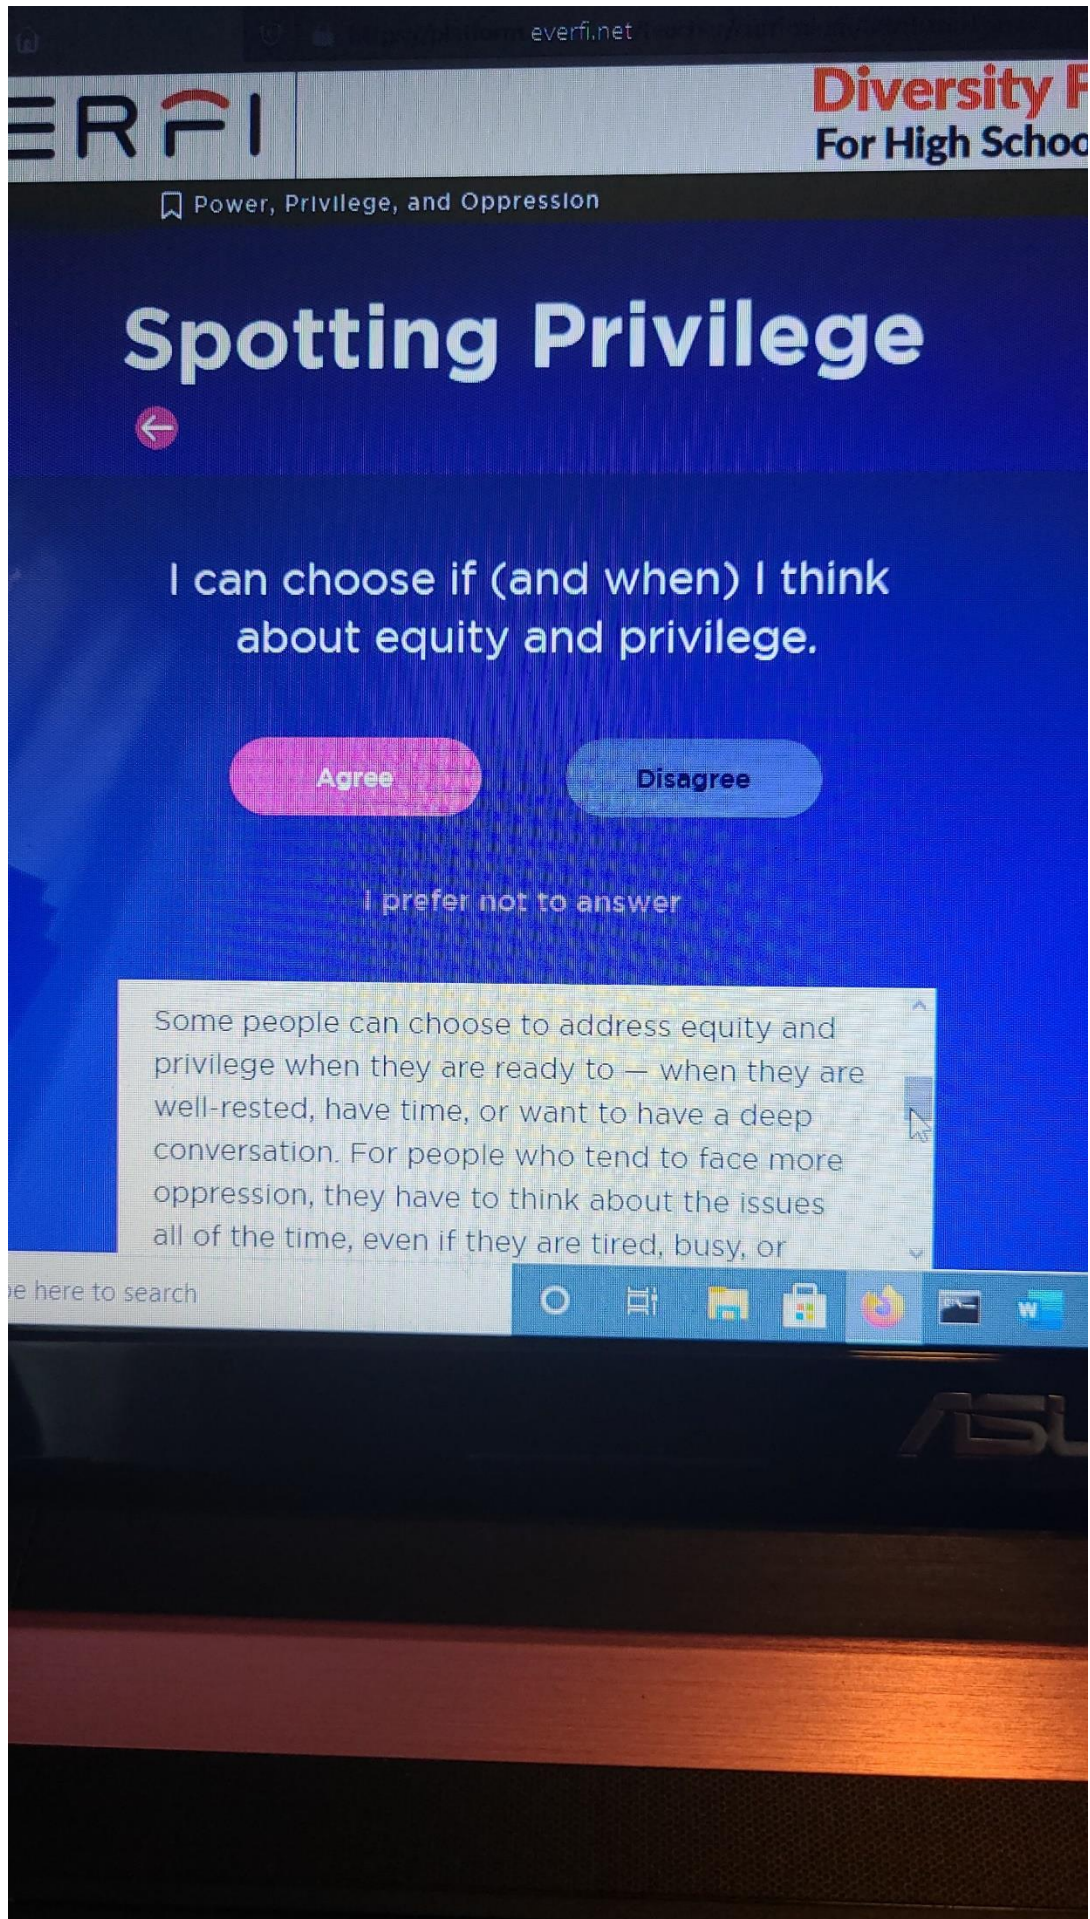 everfi.net
ERFI
Diversity F
For High Schoo
Power, Privilege, and Oppression
Spotting Privilege
I can choose if (and when) I think
about equity and privilege.
Agree
Disagree
I prefer not to answer
Some people can choose to address equity and
privilege when they are ready to — when they are
well-rested, have time, or want to have a deep
conversation. For people who tend to face more
oppression, they have to think about the issues
all of the time, even if they are tired, busy, or
pe here to search
W
ASU